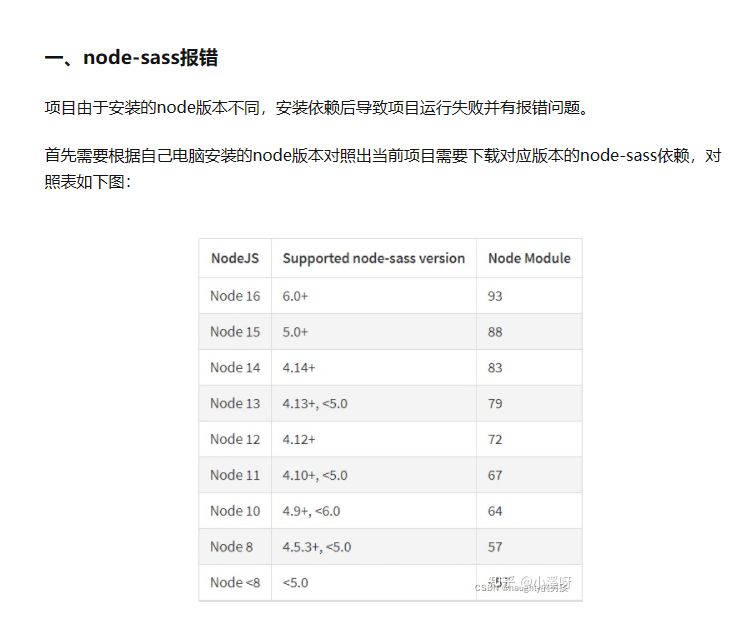 一、node-sass报错
项目由于安装的node版本不同，安装依赖后导致项目运行失败并有报错问题。
首先需要根据自己电脑安装的node版本对照出当前项目需要下载对应版本的node-sass依赖，对
照表如下图：
NodeJS Supported node-sass version Node Module
Node 16 6.0+ 93
Node 15 5.0+ 88
Node 14 4.14+ 83
Node 13 4.13+, <5.0 79
Node 12 4.12+ 72
Node 11 4.10+, <5.0 67
Node 10 4.9+, <6.0 64
Node 8 4.5.3+, <5.0 57
Node <8 <5.0 <57
知乎 @小溪呀